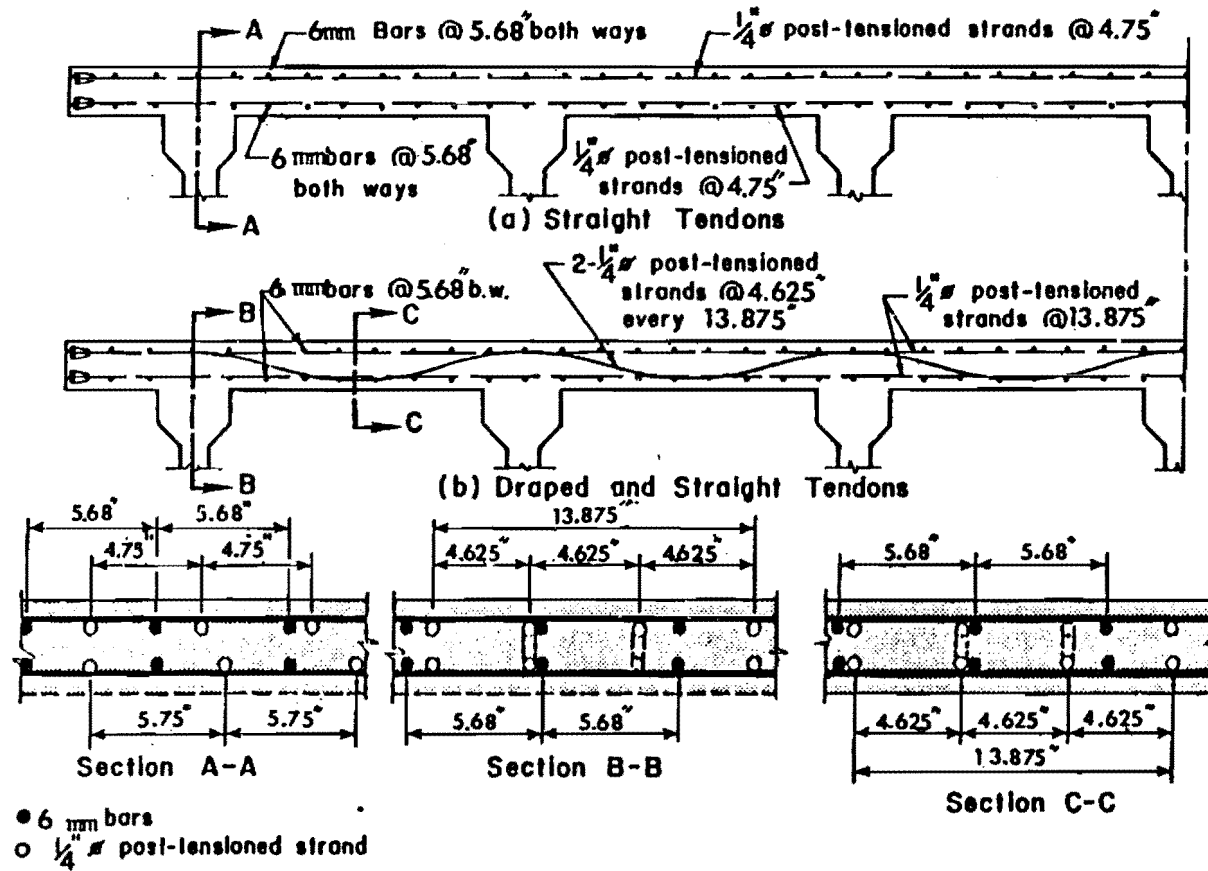 A
6mm Bars @ 5.68" both ways
1/4" ø post-tensioned strands @ 4.75"
6 mm bars @ 5.68"
both ways
1/4" ø post-tensioned
strands @ 4.75"
A
(a) Straight Tendons
B
6 mm bars @ 5.68" b.w.
C
2-1/4" ø post-tensioned
strands @ 4.625"
every 13.875"
1/4" ø post-tensioned
strands @ 13.875"
C
B
(b) Draped and Straight Tendons
5.68" 5.68"
4.75" 4.75"
5.75" 5.75"
Section A-A
13.875"
4.625" 4.625" 4.625"
5.68" 5.68"
Section B-B
5.68" 5.68"
4.625" 4.625" 4.625"
13.875"
Section C-C
● 6 mm bars
○ 1/4" ø post-tensioned strand